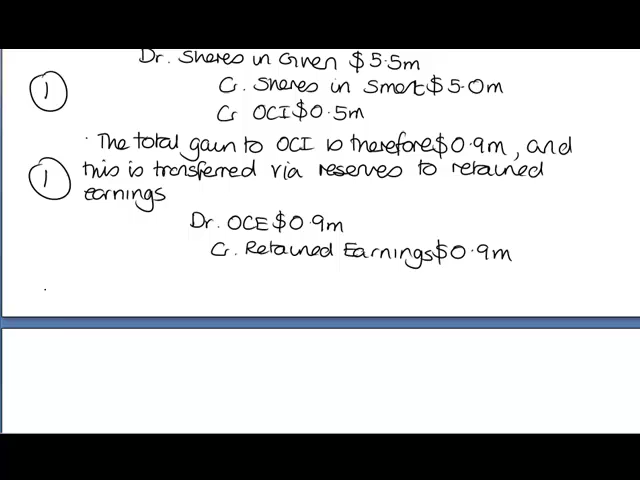 Dr. Shares in Given $5.5m
1
Cr. Shares in Smart $5.0m
Cr OCI $0.5m
· The total gain to OCI is therefore $0.9m, and
1
this is transferred via reserves to retained
earnings
Dr. OCE $0.9m
Cr. Retained Earnings $0.9m